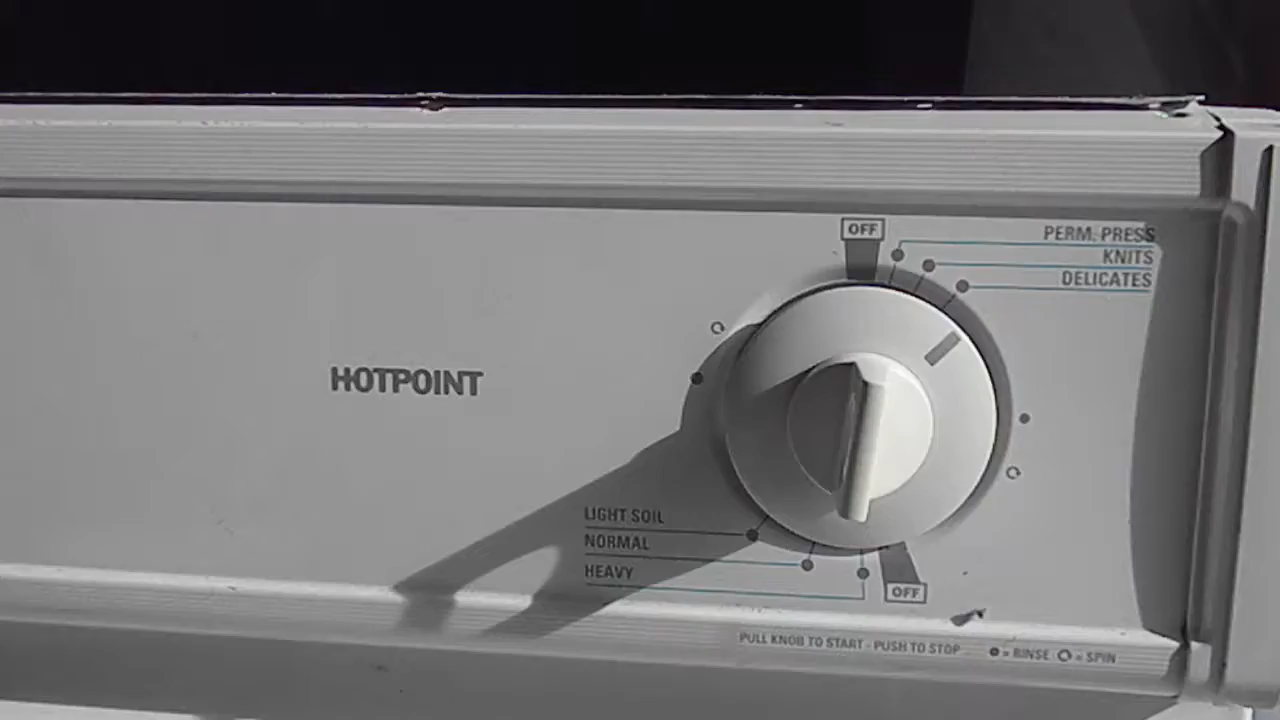 OFF
PERM. PRESS
KNITS
DELICATES
HOTPOINT
LIGHT SOIL
NORMAL
HEAVY
OFF
PULL KNOB TO START - PUSH TO STOP
= RINSE = SPIN